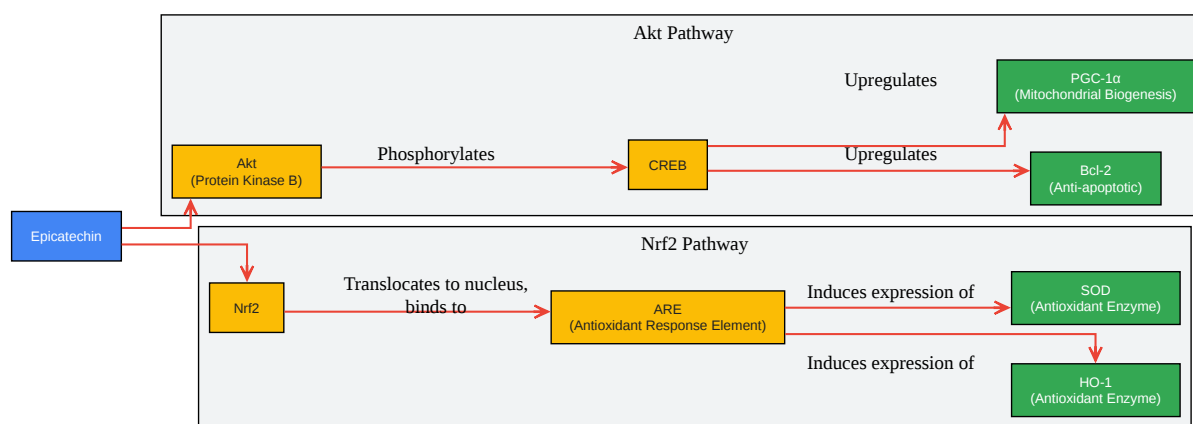 Akt Pathway
Upregulates
PGC-1α
(Mitochondrial Biogenesis)
Akt
(Protein Kinase B)
Phosphorylates
CREB
Upregulates
Bcl-2
(Anti-apoptotic)
Epicatechin
Nrf2 Pathway
Nrf2
Translocates to nucleus,
binds to
ARE
(Antioxidant Response Element)
Induces expression of
SOD
(Antioxidant Enzyme)
Induces expression of
HO-1
(Antioxidant Enzyme)